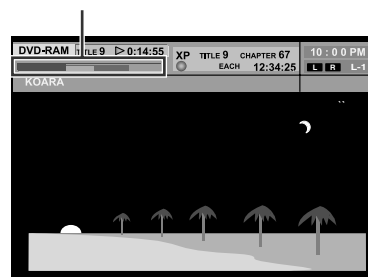 DVD-RAM TITLE 9 ▷ 0:14:55
XP TITLE 9 CHAPTER 67
EACH 12:34:25
10 : 0 0 PM
L R L-1
KOARA